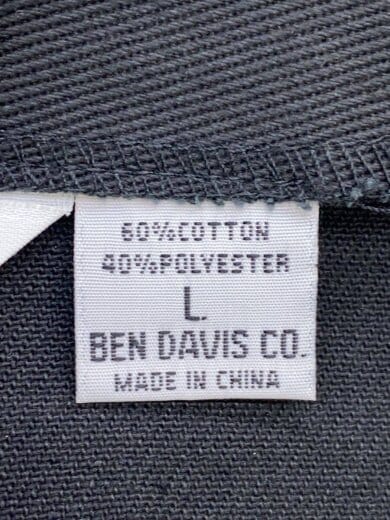 60%COTTON
40%POLYESTER
L.
BEN DAVIS CO.
MADE IN CHINA